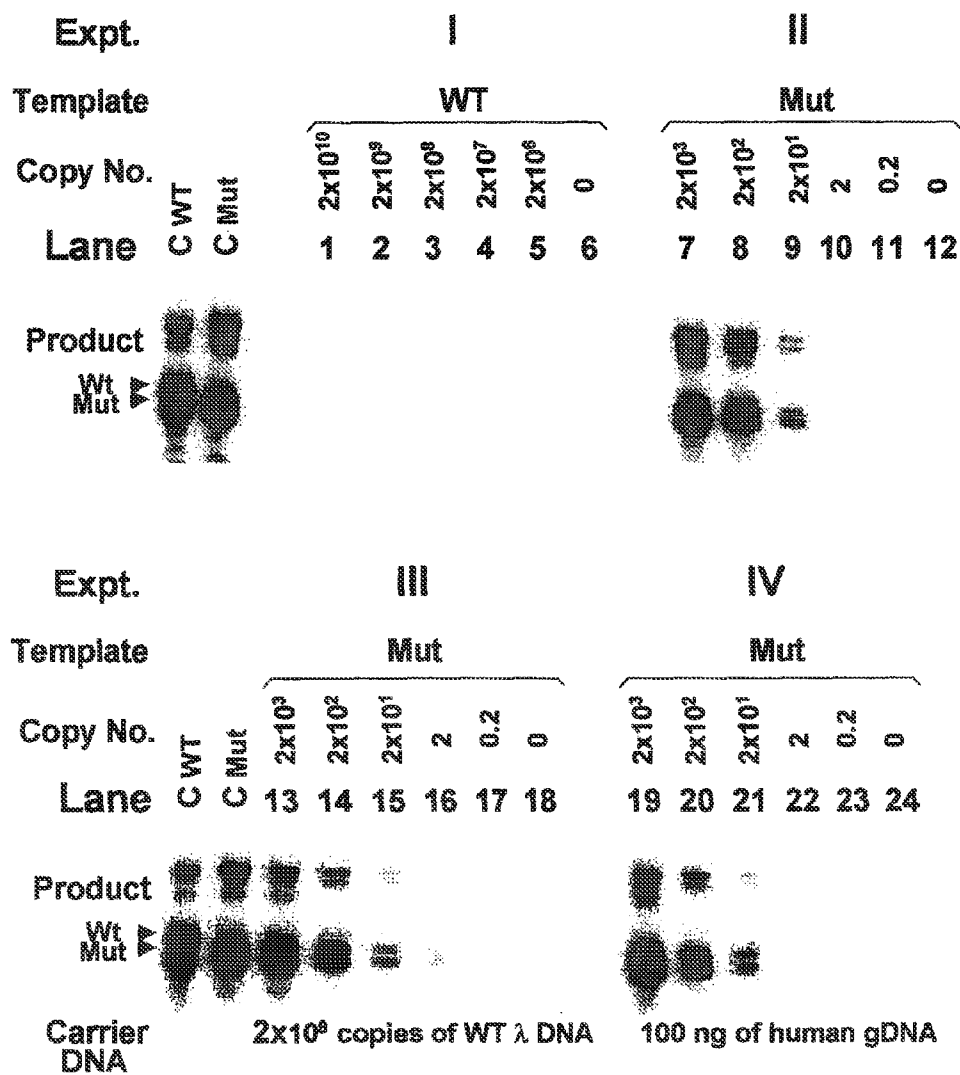 Expt. I II
Template WT Mut
Copy No. 2x10¹⁰ 2x10⁹ 2x10⁸ 2x10⁷ 2x10⁶ 0 2x10³ 2x10² 2x10¹ 2 0.2 0
Lane C WT C Mut 1 2 3 4 5 6 7 8 9 10 11 12
Product
Wt
Mut
Expt. III IV
Template Mut Mut
Copy No. 2x10³ 2x10² 2x10¹ 2 0.2 0 2x10³ 2x10² 2x10¹ 2 0.2 0
Lane C WT C Mut 13 14 15 16 17 18 19 20 21 22 23 24
Product
Wt
Mut
Carrier DNA 2x10⁸ copies of WT λ DNA 100 ng of human gDNA